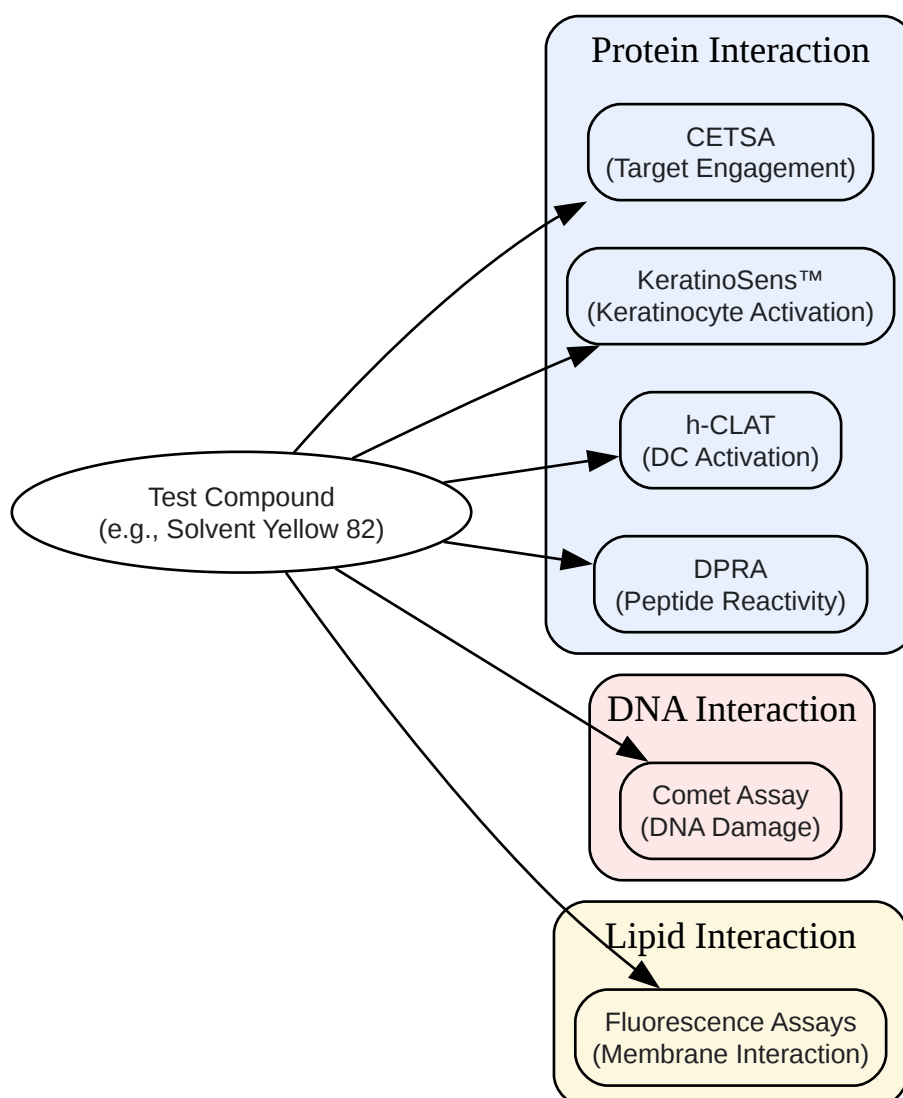 Protein Interaction
CETSA
(Target Engagement)
KeratinoSens™
(Keratinocyte Activation)
h-CLAT
(DC Activation)
Test Compound
(e.g., Solvent Yellow 82)
DPRA
(Peptide Reactivity)
DNA Interaction
Comet Assay
(DNA Damage)
Lipid Interaction
Fluorescence Assays
(Membrane Interaction)